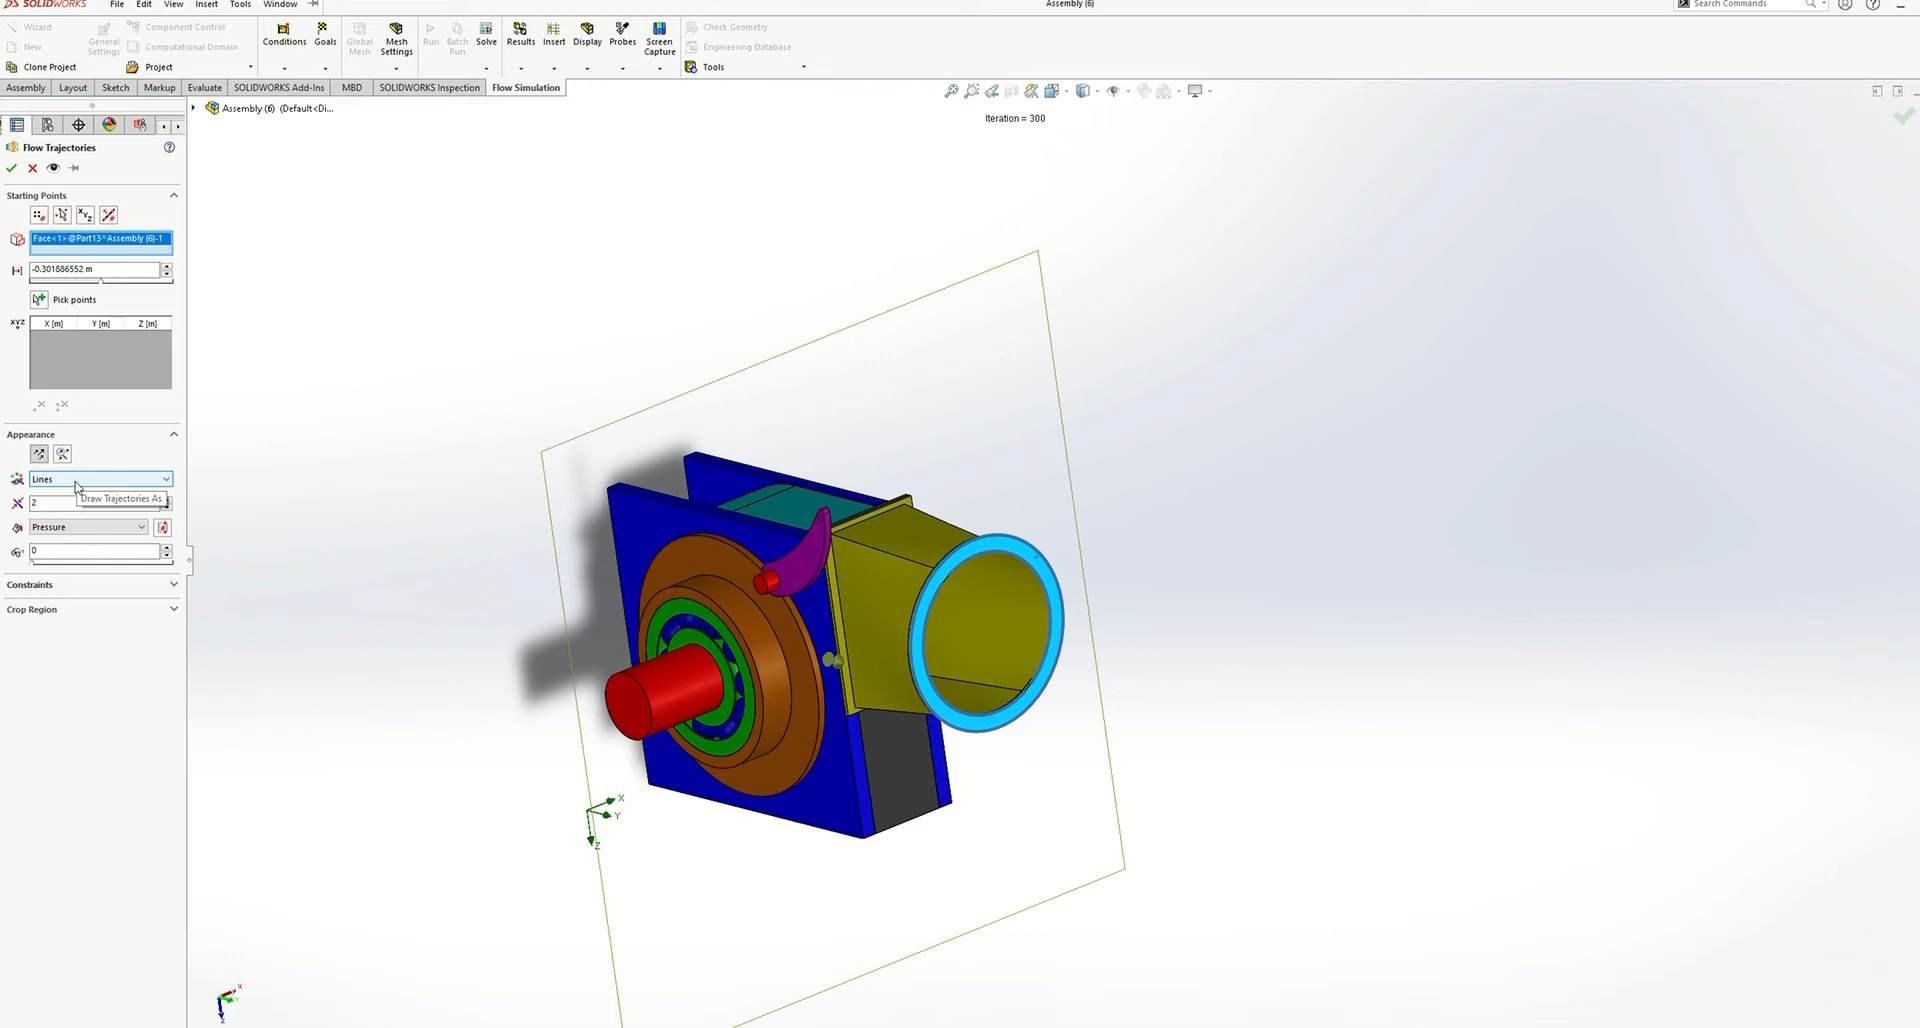 SOLIDWORKS File Edit View Insert Tools Window Assembly (6) Search Commands
Wizard
New
Clone Project
General Settings
Component Control
Computational Domain
Project
Conditions
Goals
Global Mesh
Mesh Settings
Run
Batch Run
Solve
Results
Insert
Display
Probes
Screen Capture
Check Geometry
Engineering Database
Tools
Assembly Layout Sketch Markup Evaluate SOLIDWORKS Add-Ins MBD SOLIDWORKS Inspection Flow Simulation
Assembly (6) (Default<Di...
Iteration = 300
Flow Trajectories
Starting Points
Face<1>@Part13^Assembly (6)-1
-0.301886552 m
Pick points
X [m] Y [m] Z [m]
Appearance
Lines
Draw Trajectories As
2
Pressure
0
Constraints
Crop Region
X
Y
Z